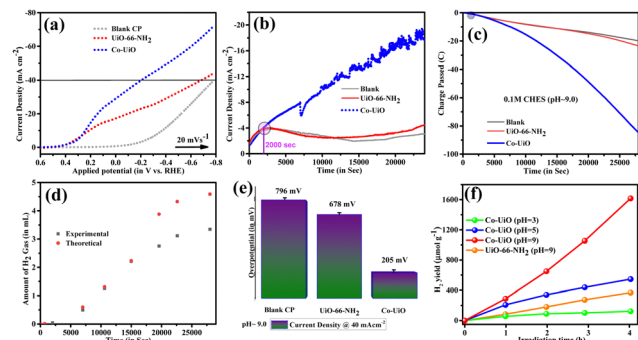 (a)
Blank CP
UiO-66-NH2
Co-UiO
20 mVs-1
-80
-60
-40
-20
0
0.6 0.4 0.2 0.0 -0.2 -0.4 -0.6 -0.8
Current Density (mA cm-2)
Applied potential (in V vs. RHE)
(b)
Blank
UiO-66-NH2
Co-UiO
2000 sec
-20
-16
-12
-8
-4
0
0 5000 10000 15000 20000
Current Density (mA cm-2)
Time (in Sec)
(c)
0.1M CHES (pH~9.0)
Blank
UiO-66-NH2
Co-UiO
0
-20
-40
-60
-80
-100
0 5000 10000 15000 20000 25000
Charge Passed (C)
Time (in Sec)
(d)
Experimental
Theoretical
5
4
3
2
1
0
0 5000 10000 15000 20000 25000
Amount of H2 Gas (in mL)
Time (in Sec)
(e)
796 mV
678 mV
205 mV
Overpotential (in mV)
Blank CP UiO-66-NH2 Co-UiO
pH~ 9.0 Current Density @ 40 mAcm-2
(f)
Co-UiO (pH=3)
Co-UiO (pH=5)
Co-UiO (pH=9)
UiO-66-NH2 (pH=9)
1600
1200
800
400
0
0 1 2 3 4
H2 yield (μmol g-1)
Irradiation time (h)